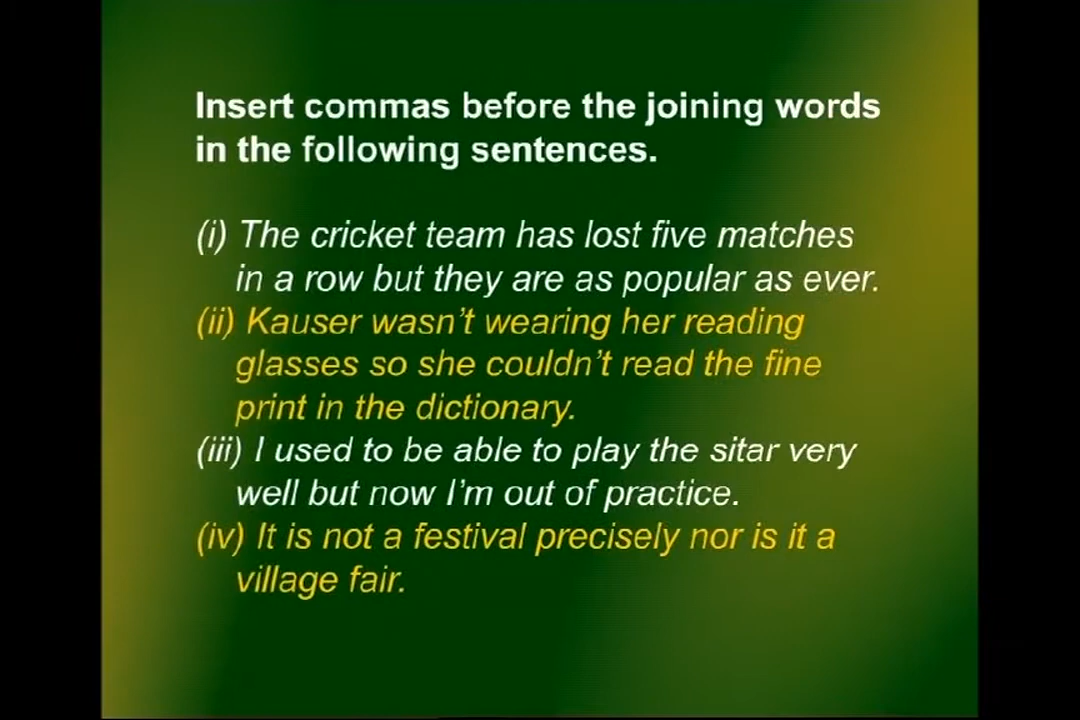 Insert commas before the joining words
in the following sentences.
(i) The cricket team has lost five matches
in a row but they are as popular as ever.
(ii) Kauser wasn’t wearing her reading
glasses so she couldn’t read the fine
print in the dictionary.
(iii) I used to be able to play the sitar very
well but now I’m out of practice.
(iv) It is not a festival precisely nor is it a
village fair.